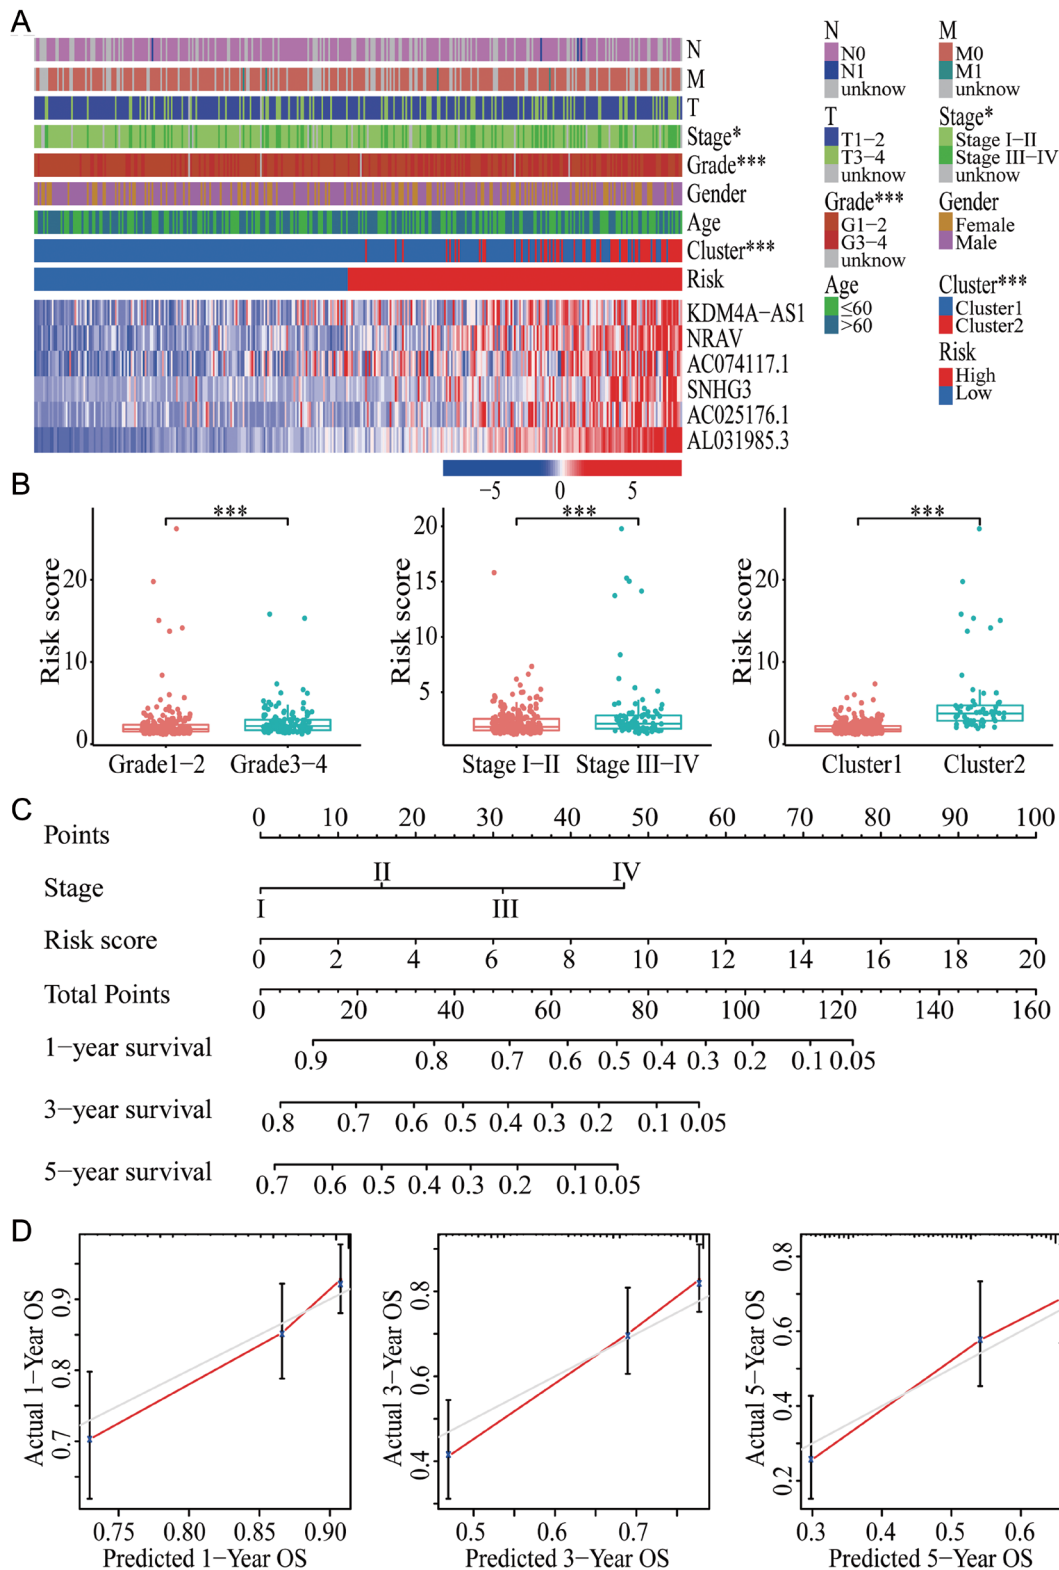 A
N
M
T
Stage*
Grade***
Gender
Age
Cluster***
Risk
KDM4A-AS1
NRAV
AC074117.1
SNHG3
AC025176.1
AL031985.3
−5 0 5
N
N0
N1
unknow
T
T1−2
T3−4
unknow
Grade***
G1−2
G3−4
unknow
Age
≤60
>60
M
M0
M1
unknow
Stage*
Stage I−II
Stage III−IV
unknow
Gender
Female
Male
Cluster***
Cluster1
Cluster2
Risk
High
Low
B
Risk score
20
10
0
***
Grade1−2 Grade3−4
Risk score
20
15
10
5
***
Stage I−II Stage III−IV
Risk score
20
10
0
***
Cluster1 Cluster2
C
Points
0 10 20 30 40 50 60 70 80 90 100
Stage
I II III IV
Risk score
0 2 4 6 8 10 12 14 16 18 20
Total Points
0 20 40 60 80 100 120 140 160
1−year survival
0.9 0.8 0.7 0.6 0.5 0.4 0.3 0.2 0.1 0.05
3−year survival
0.8 0.7 0.6 0.5 0.4 0.3 0.2 0.1 0.05
5−year survival
0.7 0.6 0.5 0.4 0.3 0.2 0.1 0.05
D
Actual 1−Year OS
0.9
0.8
0.7
0.75 0.80 0.85 0.90
Predicted 1−Year OS
Actual 3−Year OS
0.8
0.6
0.4
0.5 0.6 0.7
Predicted 3−Year OS
Actual 5−Year OS
0.8
0.6
0.4
0.2
0.3 0.4 0.5 0.6
Predicted 5−Year OS